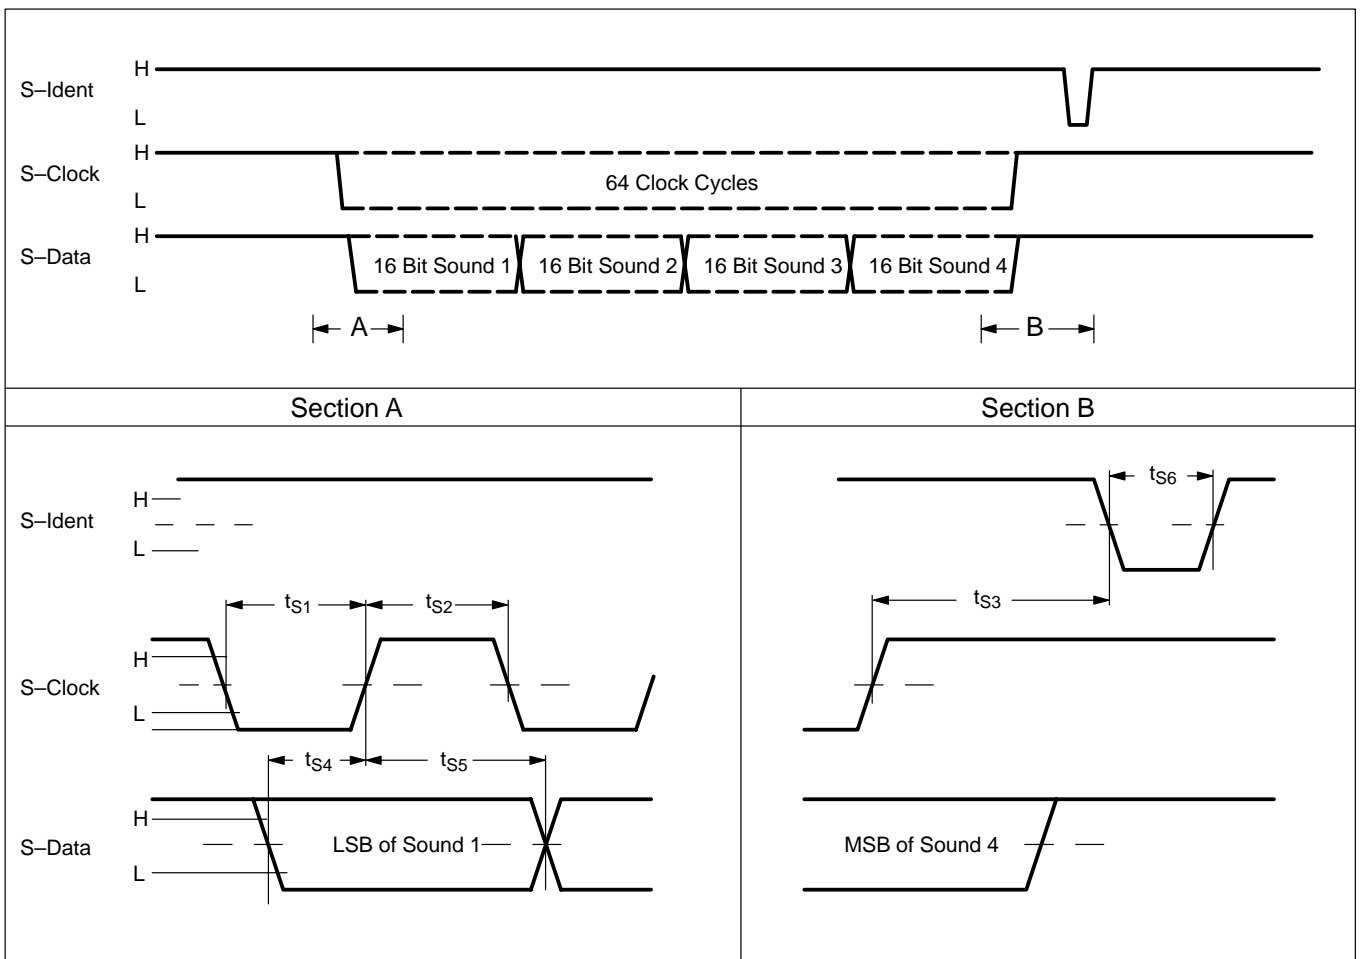 H
S–Ident
L
H
S–Clock
64 Clock Cycles
L
H
S–Data
16 Bit Sound 1
16 Bit Sound 2
16 Bit Sound 3
16 Bit Sound 4
L
A
B
Section A
Section B
H
S–Ident
L
tS6
tS1
tS2
tS3
H
S–Clock
L
tS4
tS5
H
S–Data
LSB of Sound 1
MSB of Sound 4
L